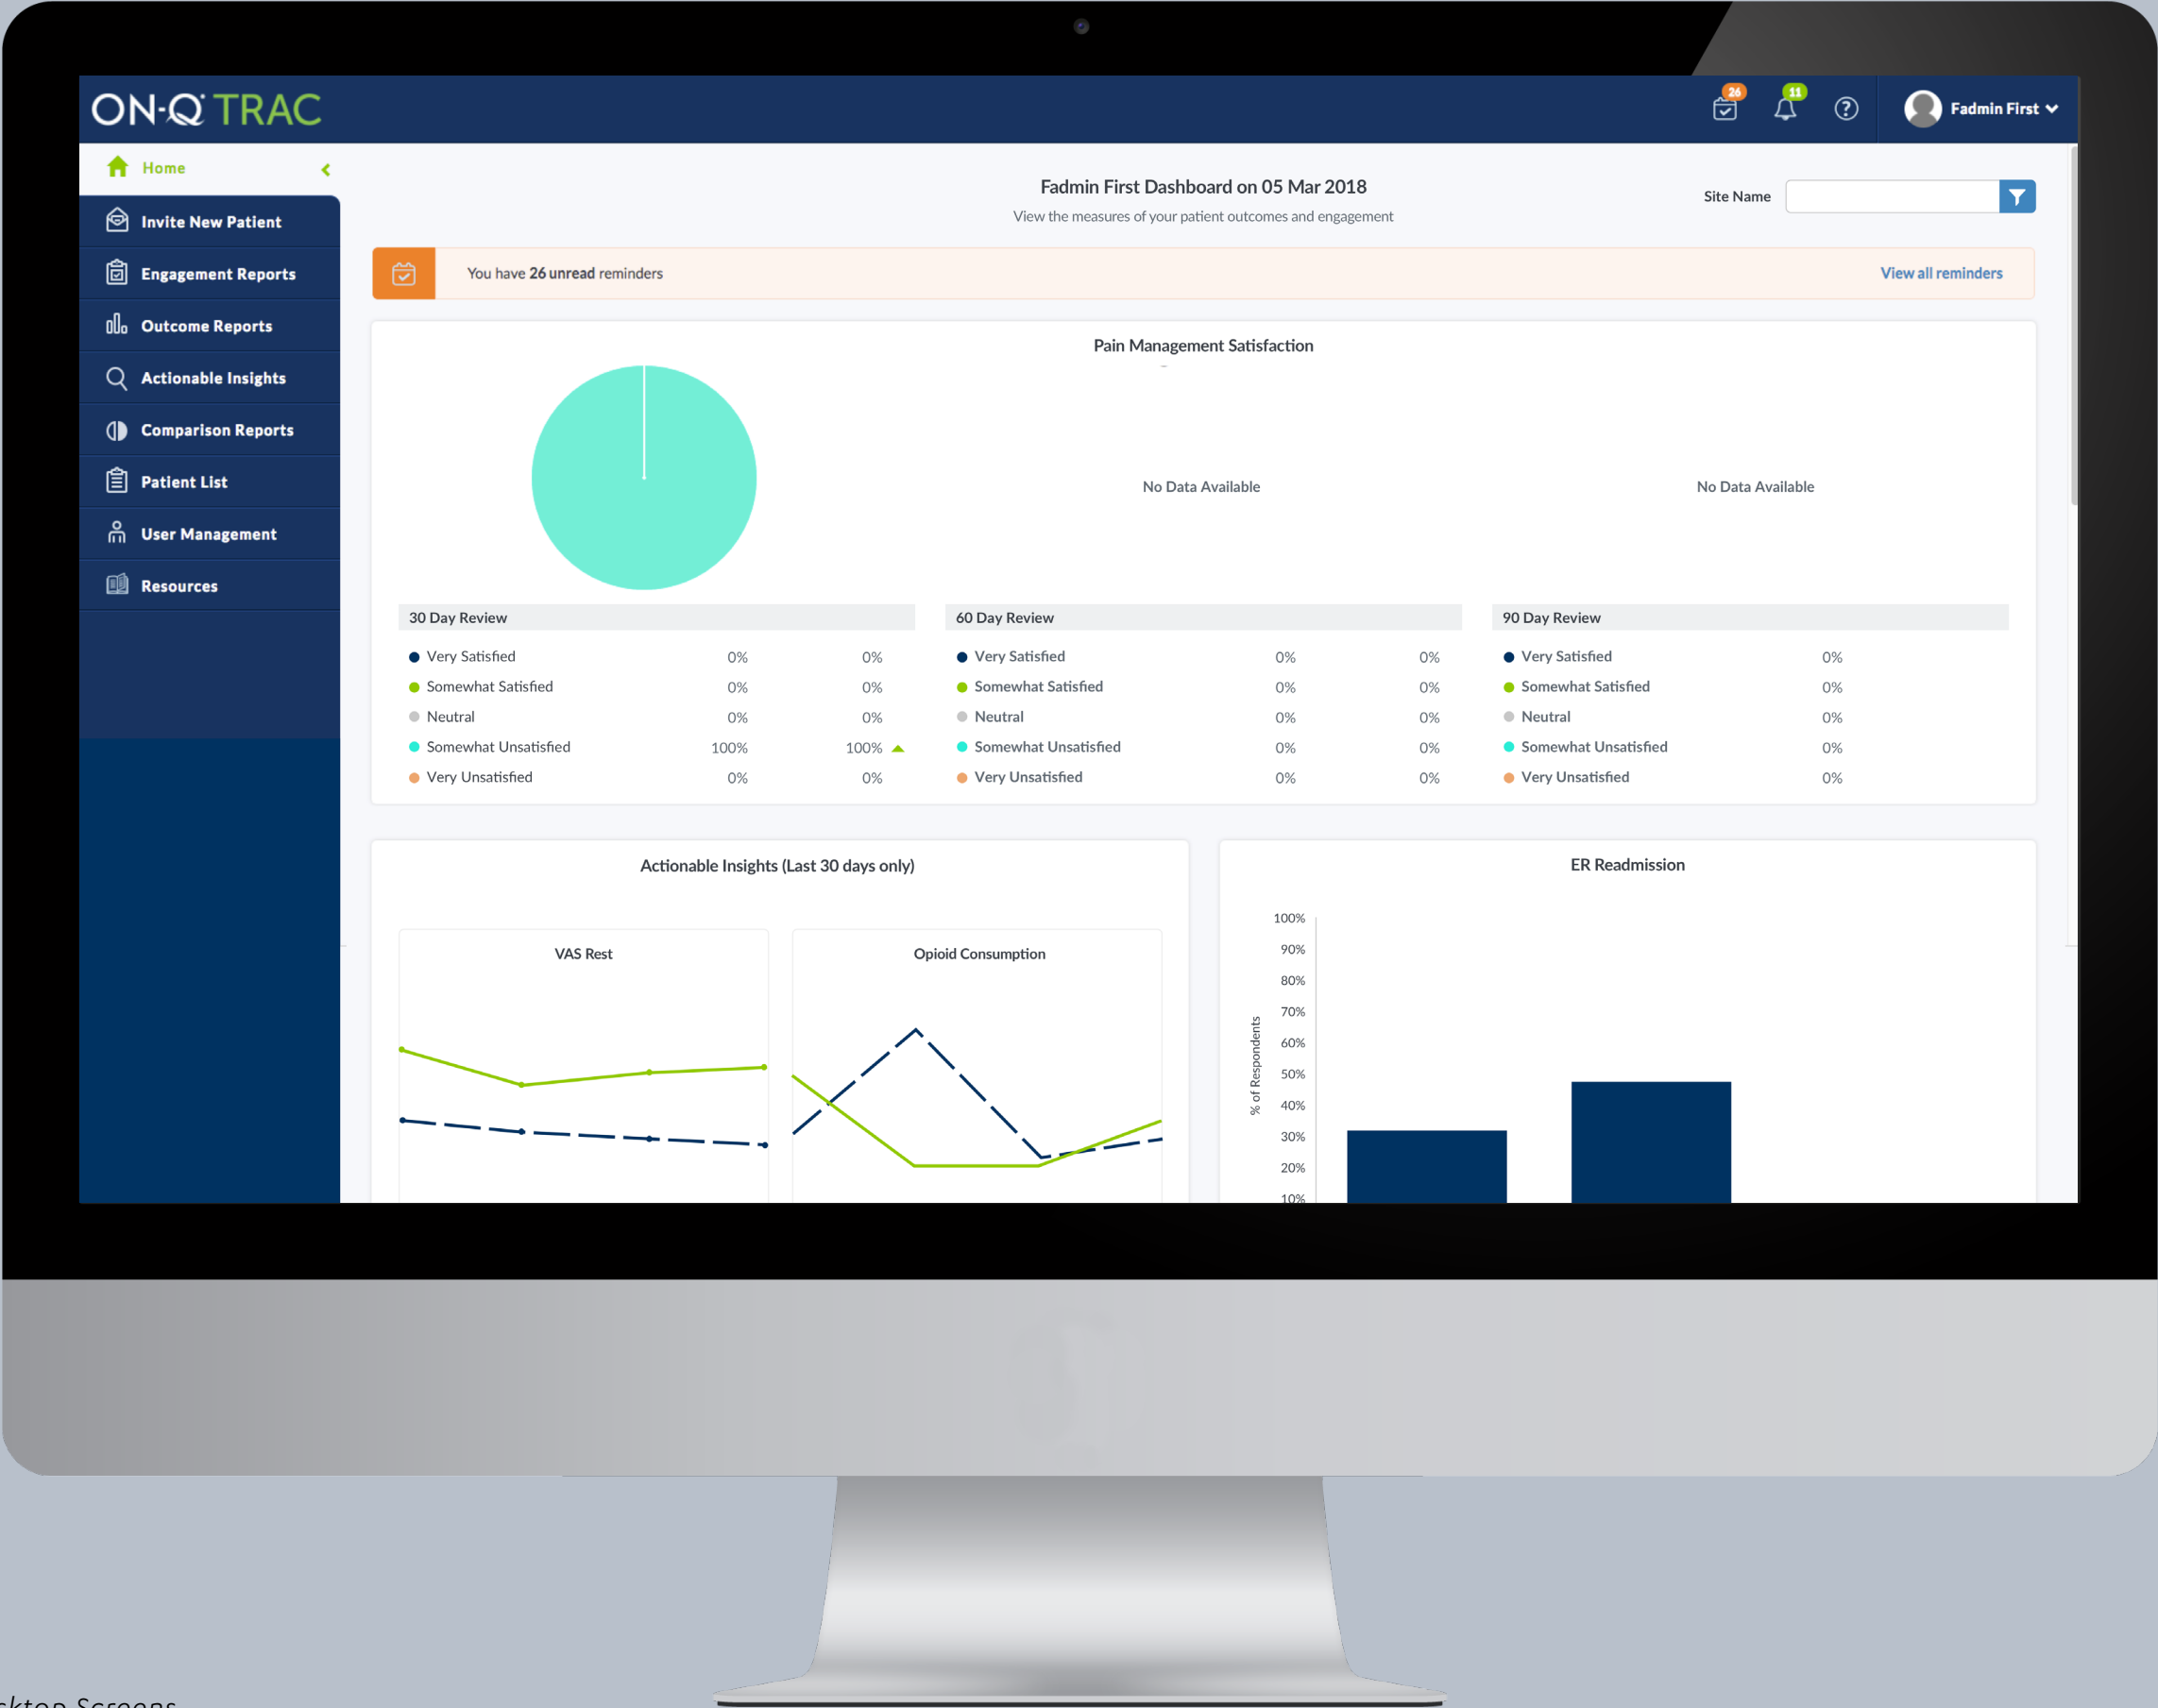 ON-Q TRAC
26
11
Fadmin First
Home
Invite New Patient
Engagement Reports
Outcome Reports
Actionable Insights
Comparison Reports
Patient List
User Management
Resources
Fadmin First Dashboard on 05 Mar 2018
View the measures of your patient outcomes and engagement
Site Name
You have 26 unread reminders
View all reminders
Pain Management Satisfaction
No Data Available
No Data Available
30 Day Review
Very Satisfied 0% 0%
Somewhat Satisfied 0% 0%
Neutral 0% 0%
Somewhat Unsatisfied 100% 100%
Very Unsatisfied 0% 0%
60 Day Review
Very Satisfied 0% 0%
Somewhat Satisfied 0% 0%
Neutral 0% 0%
Somewhat Unsatisfied 0% 0%
Very Unsatisfied 0% 0%
90 Day Review
Very Satisfied 0%
Somewhat Satisfied 0%
Neutral 0%
Somewhat Unsatisfied 0%
Very Unsatisfied 0%
Actionable Insights (Last 30 days only)
VAS Rest
Opioid Consumption
ER Readmission
% of Respondents
100%
90%
80%
70%
60%
50%
40%
30%
20%
10%
Screens